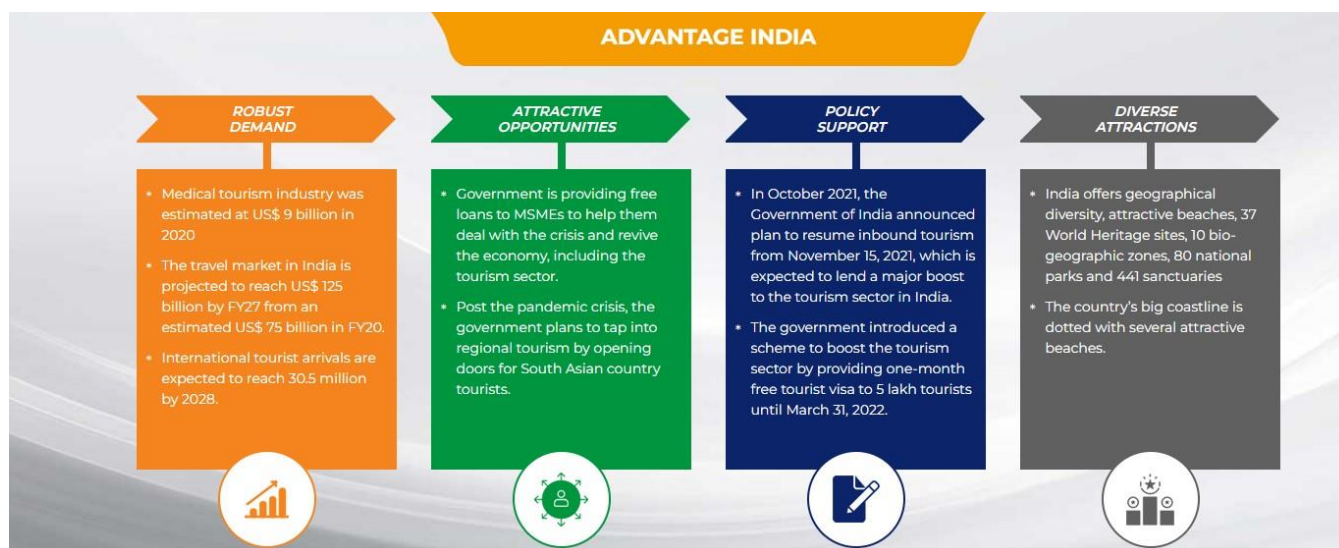 ADVANTAGE INDIA
ROBUST
DEMAND
* Medical tourism industry was
estimated at US$ 9 billion in
2020
* The travel market in India is
projected to reach US$ 125
billion by FY27 from an
estimated US$ 75 billion in FY20.
* International tourist arrivals are
expected to reach 30.5 million
by 2028.
ATTRACTIVE
OPPORTUNITIES
* Government is providing free
loans to MSMEs to help them
deal with the crisis and revive
the economy, including the
tourism sector.
* Post the pandemic crisis, the
government plans to tap into
regional tourism by opening
doors for South Asian country
tourists.
POLICY
SUPPORT
* In October 2021, the
Government of India announced
plan to resume inbound tourism
from November 15, 2021, which is
expected to lend a major boost
to the tourism sector in India.
* The government introduced a
scheme to boost the tourism
sector by providing one-month
free tourist visa to 5 lakh tourists
until March 31, 2022.
DIVERSE
ATTRACTIONS
* India offers geographical
diversity, attractive beaches, 37
World Heritage sites, 10 bio-
geographic zones, 80 national
parks and 441 sanctuaries
* The country's big coastline is
dotted with several attractive
beaches.